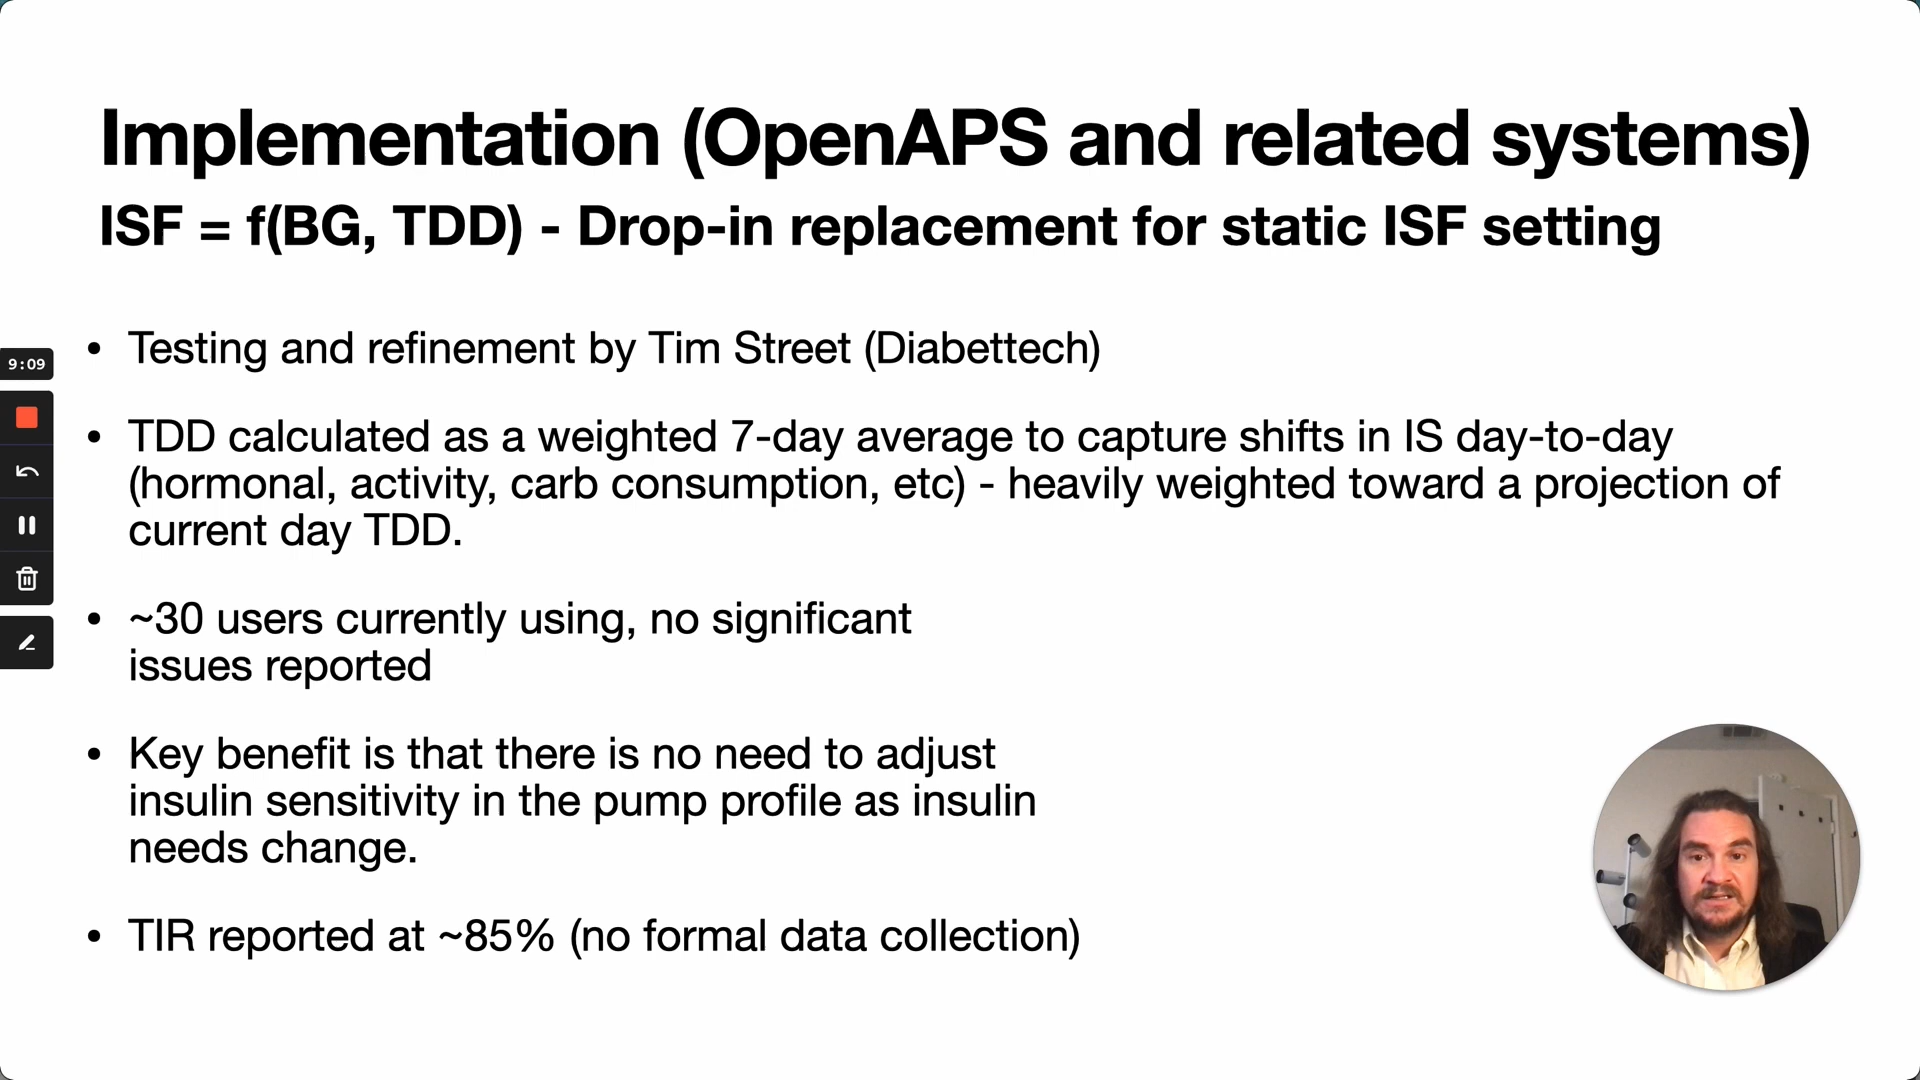 Implementation (OpenAPS and related systems)
ISF = f(BG, TDD) - Drop-in replacement for static ISF setting
• Testing and refinement by Tim Street (Diabettech)
• TDD calculated as a weighted 7-day average to capture shifts in IS day-to-day
(hormonal, activity, carb consumption, etc) - heavily weighted toward a projection of
current day TDD.
• ~30 users currently using, no significant
issues reported
• Key benefit is that there is no need to adjust
insulin sensitivity in the pump profile as insulin
needs change.
• TIR reported at ~85% (no formal data collection)
9:09